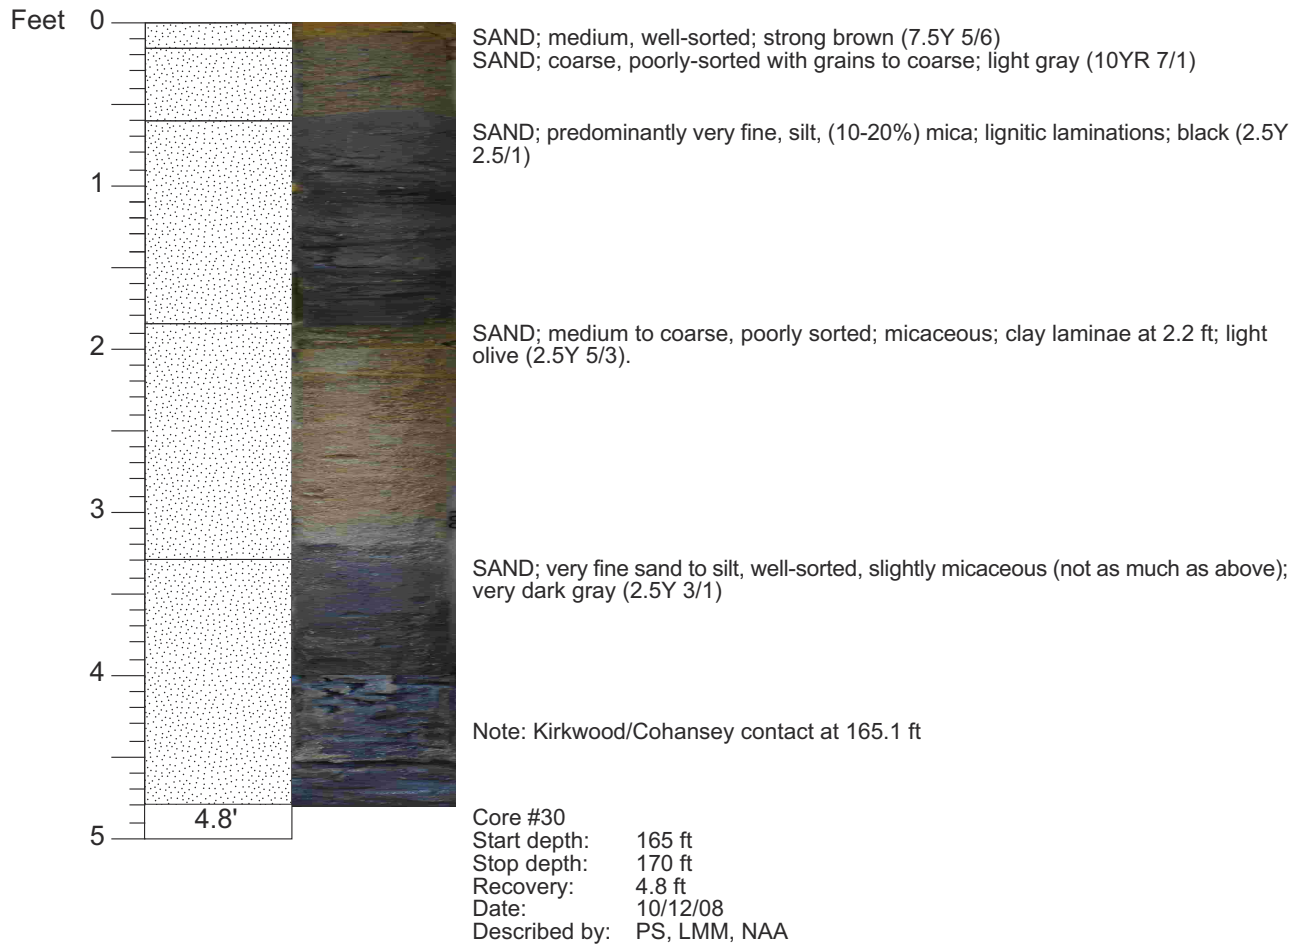 Feet 0
SAND; medium, well-sorted; strong brown (7.5Y 5/6)
SAND; coarse, poorly-sorted with grains to coarse; light gray (10YR 7/1)
SAND; predominantly very fine, silt, (10-20%) mica; lignitic laminations; black (2.5Y
2.5/1)
1
SAND; medium to coarse, poorly sorted; micaceous; clay laminae at 2.2 ft; light
2
olive (2.5Y 5/3).
3
SAND; very fine sand to silt, well-sorted, slightly micaceous (not as much as above);
very dark gray (2.5Y 3/1)
4
Note: Kirkwood/Cohansey contact at 165.1 ft
4.8'
5
Core #30
Start depth: 165 ft
Stop depth: 170 ft
Recovery: 4.8 ft
Date: 10/12/08
Described by: PS, LMM, NAA